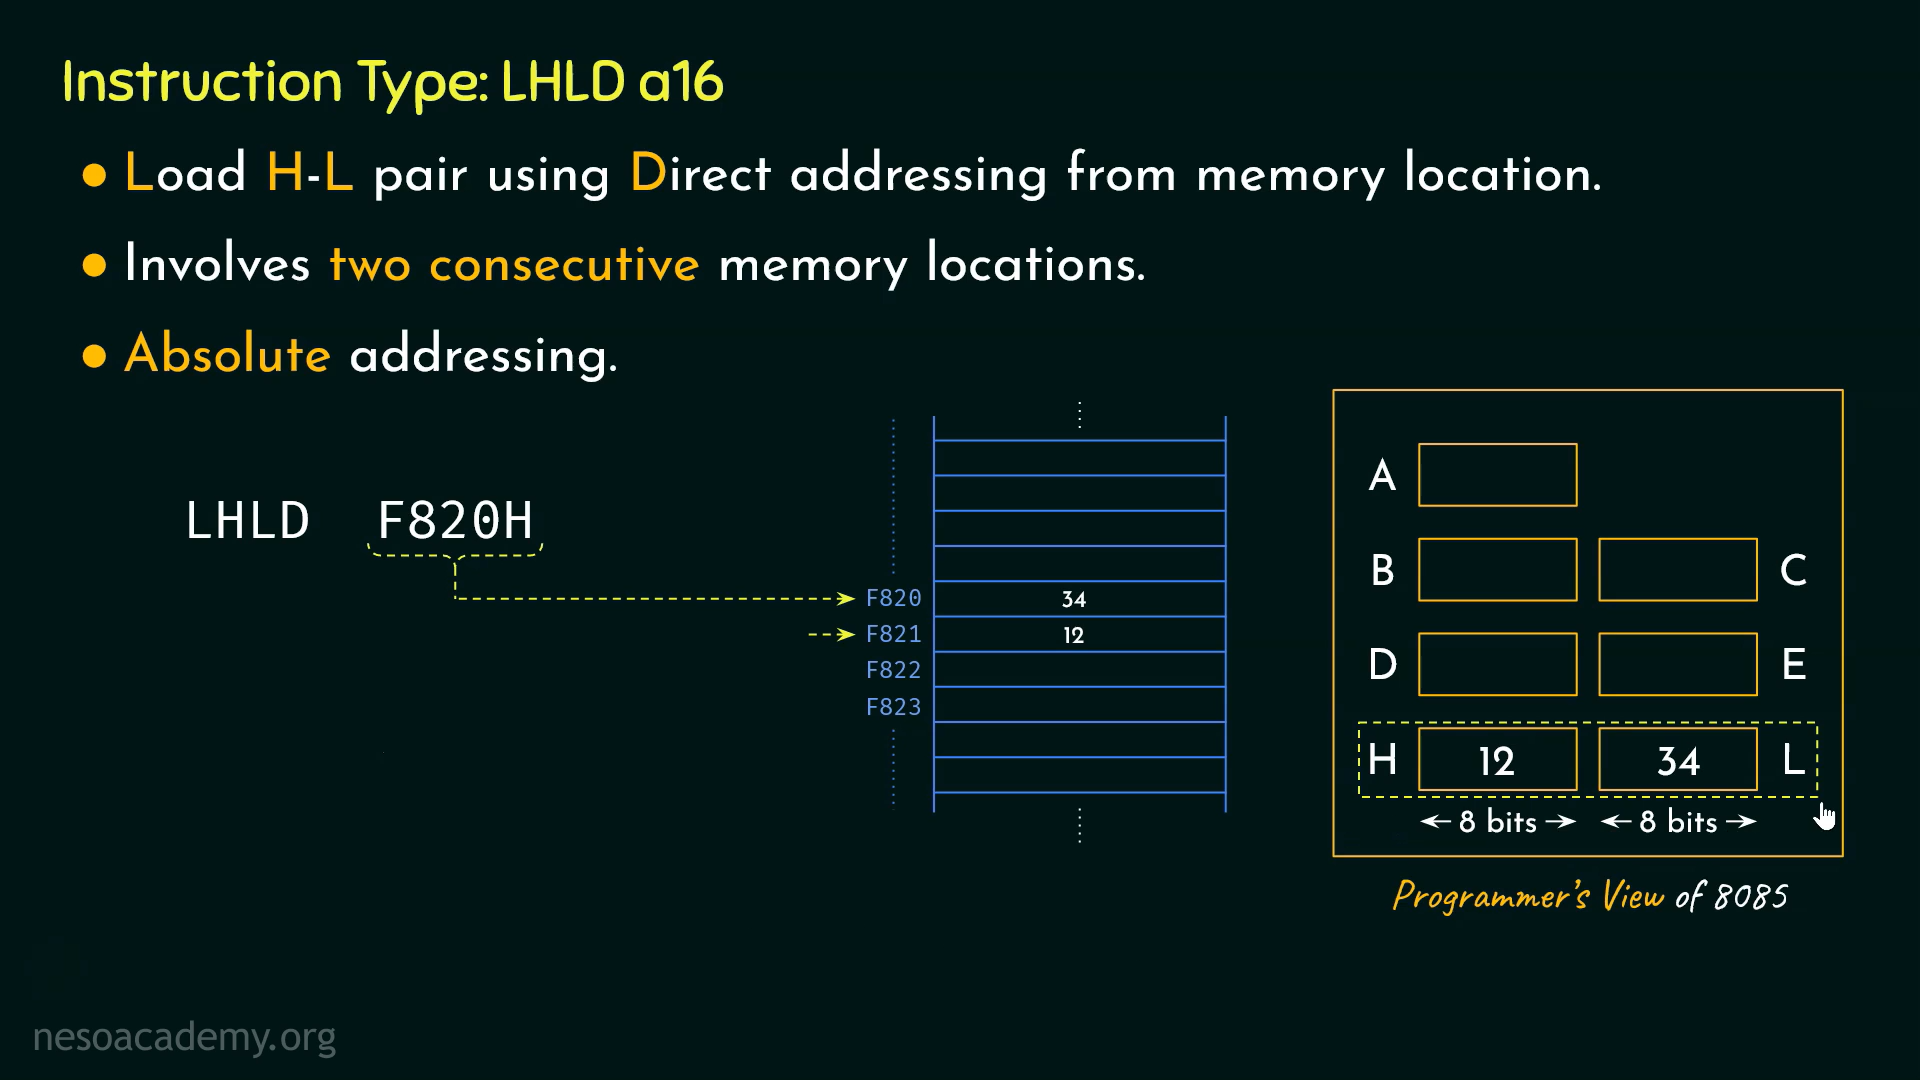 Instruction Type: LHLD a16
● Load H-L pair using Direct addressing from memory location.
● Involves two consecutive memory locations.
● Absolute addressing.
LHLD F820H
F820 34
F821 12
F822
F823
A
B C
D E
H 12 34 L
8 bits 8 bits
Programmer's View of 8085
nesoacademy.org